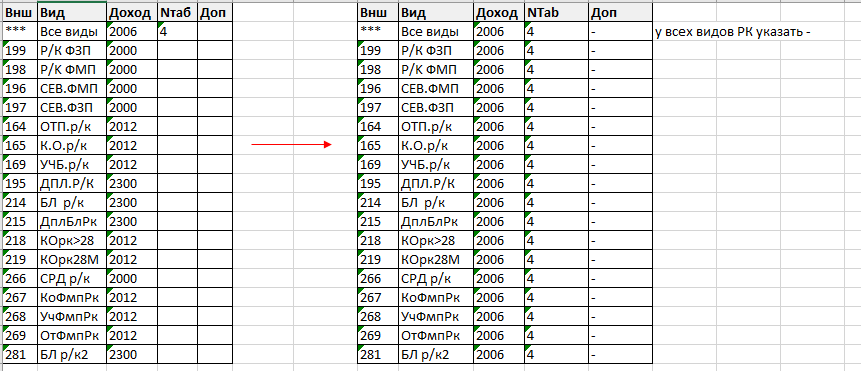 Внш Вид Доход Nтаб Доп Внш Вид Доход NTab Доп
*** Все виды 2006 4 *** Все виды 2006 4 - у всех видов РК указать -
199 Р/К ФЗП 2000 199 Р/К ФЗП 2006 4 -
198 Р/К ФМП 2000 198 Р/К ФМП 2006 4 -
196 СЕВ.ФМП 2000 196 СЕВ.ФМП 2006 4 -
197 СЕВ.ФЗП 2000 197 СЕВ.ФЗП 2006 4 -
164 ОТП.р/к 2012 164 ОТП.р/к 2006 4 -
165 К.О.р/к 2012 165 К.О.р/к 2006 4 -
169 УЧБ.р/к 2012 169 УЧБ.р/к 2006 4 -
195 ДПЛ.Р/К 2300 195 ДПЛ.Р/К 2006 4 -
214 БЛ р/к 2300 214 БЛ р/к 2006 4 -
215 ДплБлРк 2300 215 ДплБлРк 2006 4 -
218 КОрк>28 2012 218 КОрк>28 2006 4 -
219 КОрк28М 2012 219 КОрк28М 2006 4 -
266 СРД р/к 2000 266 СРД р/к 2006 4 -
267 КоФмпРк 2012 267 КоФмпРк 2006 4 -
268 УчФмпРк 2012 268 УчФмпРк 2006 4 -
269 ОтФмпРк 2012 269 ОтФмпРк 2006 4 -
281 БЛ р/к2 2300 281 БЛ р/к2 2006 4 -